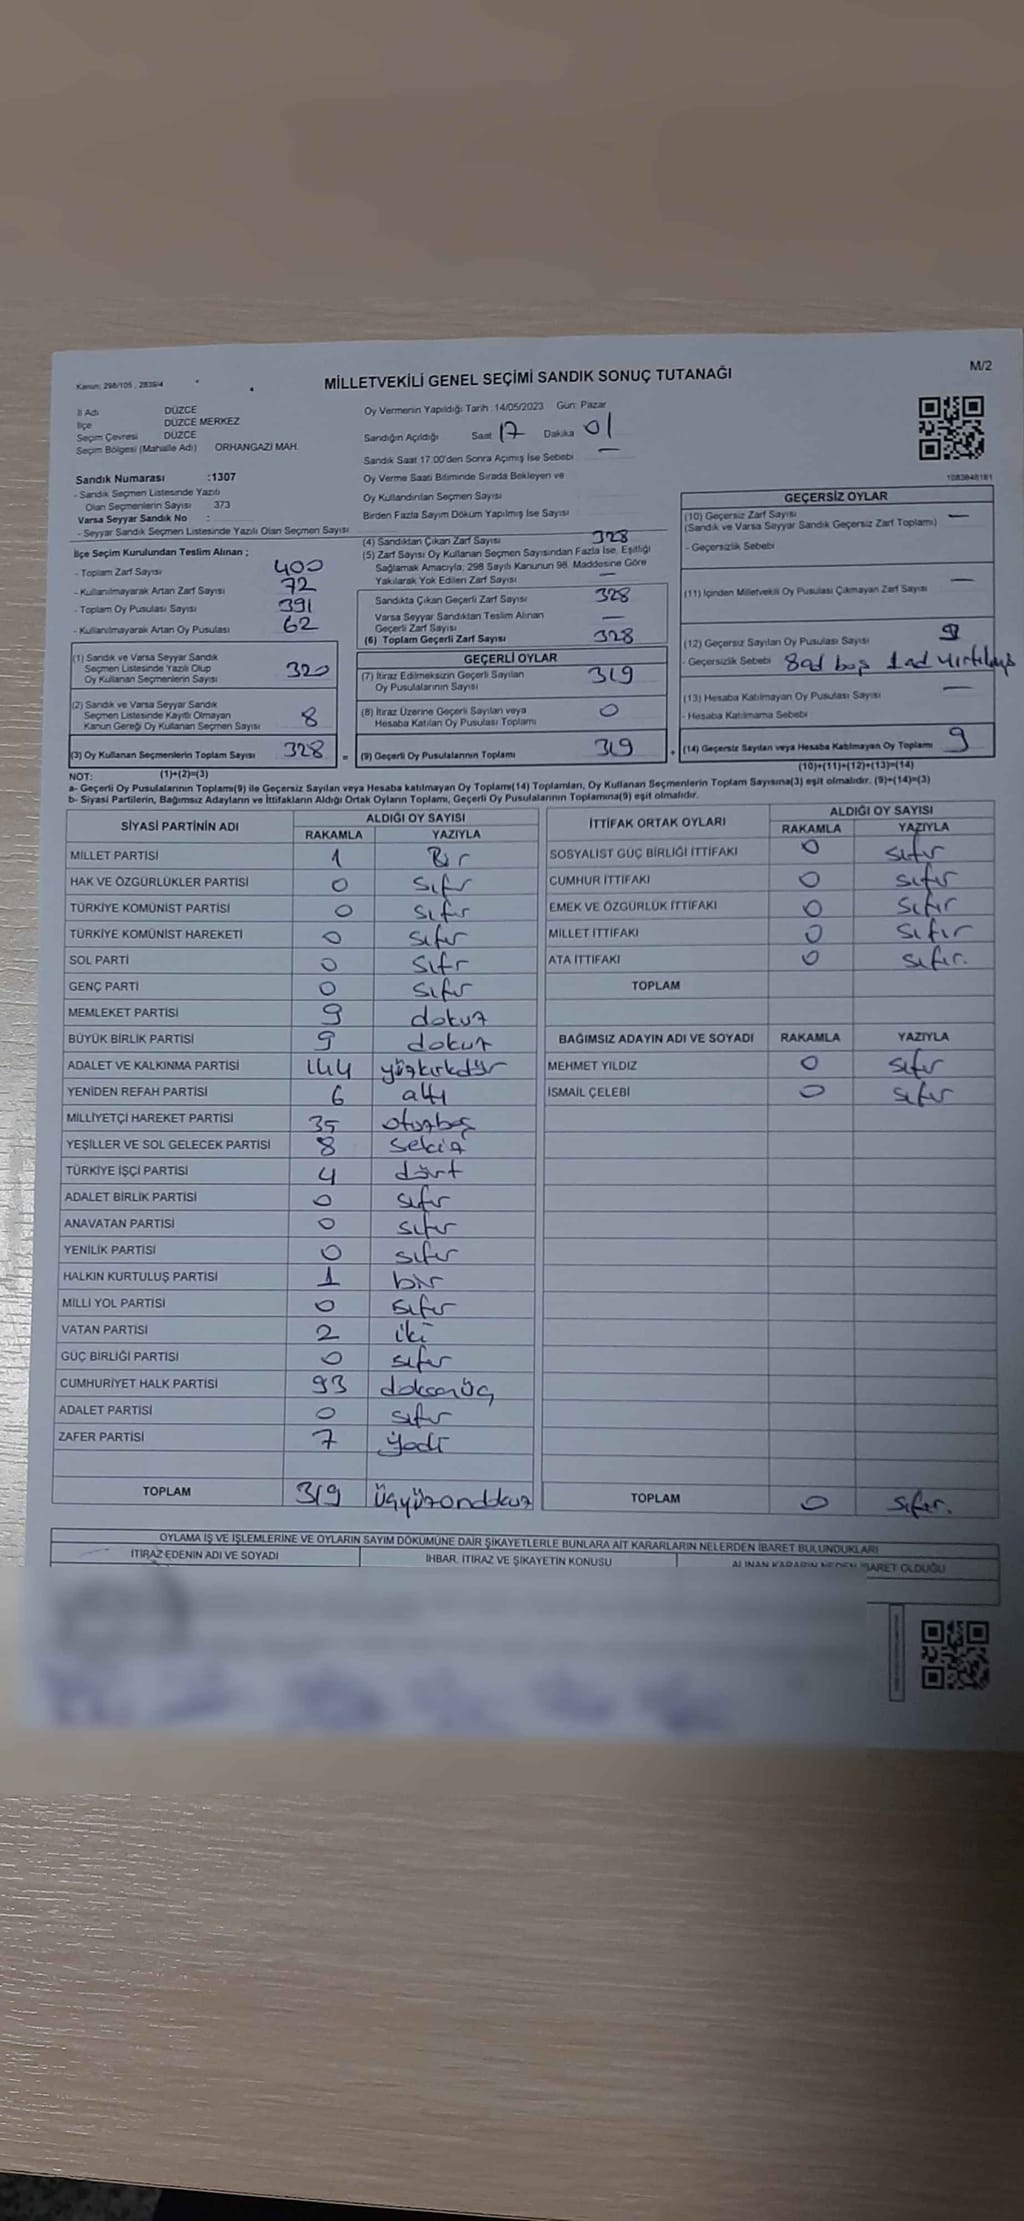 M/2
Kanun: 298/105 , 2839/4
MİLLETVEKİLİ GENEL SEÇİMİ SANDIK SONUÇ TUTANAĞI
İl Adı DÜZCE
İlçe DÜZCE MERKEZ
Seçim Çevresi DÜZCE
Seçim Bölgesi (Mahalle Adı) ORHANGAZİ MAH.
Oy Vermenin Yapıldığı Tarih :14/05/2023 Gün: Pazar
Sandığın Açıldığı Saat 17 Dakika 01
Sandık Saat 17:00'den Sonra Açımış İse Sebebi —
Oy Verme Saati Bitiminde Sırada Bekleyen ve
Oy Kullandırılan Seçmen Sayısı
Birden Fazla Sayım Döküm Yapılmış İse Sayısı
Sandık Numarası :1307
- Sandık Seçmen Listesinde Yazılı
Olan Seçmenlerin Sayısı 373
Varsa Seyyar Sandık No :
- Seyyar Sandık Seçmen Listesinde Yazılı Olan Seçmen Sayısı
İlçe Seçim Kurulundan Teslim Alınan ;
- Toplam Zarf Sayısı 400
- Kullanılmayarak Artan Zarf Sayısı 72
- Toplam Oy Pusulası Sayısı 391
- Kullanılmayarak Artan Oy Pusulası 62
(1) Sandık ve Varsa Seyyar Sandık
Seçmen Listesinde Yazılı Olup
Oy Kullanan Seçmenlerin Sayısı 320
(2) Sandık ve Varsa Seyyar Sandık
Seçmen Listesinde Kayıtlı Olmayan
Kanun Gereği Oy Kullanan Seçmen Sayısı 8
(3) Oy Kullanan Seçmenlerin Toplam Sayısı 328 =
(4) Sandıktan Çıkan Zarf Sayısı 328
(5) Zarf Sayısı Oy Kullanan Seçmen Sayısından Fazla İse, Eşitliği
Sağlamak Amacıyla; 298 Sayılı Kanunun 98. Maddesine Göre
Yakılarak Yok Edilen Zarf Sayısı —
Sandıkta Çıkan Geçerli Zarf Sayısı 328
Varsa Seyyar Sandıktan Teslim Alınan
Geçerli Zarf Sayısı —
(6) Toplam Geçerli Zarf Sayısı 328
GEÇERLİ OYLAR
(7) İtiraz Edilmeksizin Geçerli Sayılan
Oy Pusulalarının Sayısı 319
(8) İtiraz Üzerine Geçerli Sayılan veya
Hesaba Katılan Oy Pusulası Toplamı 0
(9) Geçerli Oy Pusulalarının Toplamı 319 +
1083848181
GEÇERSİZ OYLAR
(10) Geçersiz Zarf Sayısı
(Sandık ve Varsa Seyyar Sandık Geçersiz Zarf Toplamı) —
- Geçersizlik Sebebi
(11) İçinden Milletvekili Oy Pusulası Çıkmayan Zarf Sayısı —
(12) Geçersiz Sayılan Oy Pusulası Sayısı 9
- Geçersizlik Sebebi 8ad boş 1ad yırtılmış
(13) Hesaba Katılmayan Oy Pusulası Sayısı —
- Hesaba Katılmama Sebebi
(14) Geçersiz Sayılan veya Hesaba Katılmayan Oy Toplamı 9
NOT: (1)+(2)=(3) (10)+(11)+(12)+(13)=(14)
a- Geçerli Oy Pusulalarının Toplamı(9) ile Geçersiz Sayılan veya Hesaba katılmayan Oy Toplamı(14) Toplamları, Oy Kullanan Seçmenlerin Toplam Sayısına(3) eşit olmalıdır. (9)+(14)=(3)
b- Siyasi Partilerin, Bağımsız Adayların ve İttifakların Aldığı Ortak Oyların Toplamı, Geçerli Oy Pusulalarının Toplamına(9) eşit olmalıdır.
SİYASİ PARTİNİN ADI ALDIĞI OY SAYISI
RAKAMLA YAZIYLA
MİLLET PARTİSİ 1 Bir
HAK VE ÖZGÜRLÜKLER PARTİSİ 0 Sıfır
TÜRKİYE KOMÜNİST PARTİSİ 0 Sıfır
TÜRKİYE KOMÜNİST HAREKETİ 0 Sıfır
SOL PARTİ 0 Sıfır
GENÇ PARTİ 0 Sıfır
MEMLEKET PARTİSİ 9 dokuz
BÜYÜK BİRLİK PARTİSİ 9 dokuz
ADALET VE KALKINMA PARTİSİ 144 yüzkırkdör
YENİDEN REFAH PARTİSİ 6 altı
MİLLİYETÇİ HAREKET PARTİSİ 35 otuzbeş
YEŞİLLER VE SOL GELECEK PARTİSİ 8 sekiz
TÜRKİYE İŞÇİ PARTİSİ 4 dört
ADALET BİRLİK PARTİSİ 0 sıfır
ANAVATAN PARTİSİ 0 sıfır
YENİLİK PARTİSİ 0 sıfır
HALKIN KURTULUŞ PARTİSİ 1 bir
MİLLİ YOL PARTİSİ 0 sıfır
VATAN PARTİSİ 2 iki
GÜÇ BİRLİĞİ PARTİSİ 0 sıfır
CUMHURİYET HALK PARTİSİ 93 doksanüç
ADALET PARTİSİ 0 sıfır
ZAFER PARTİSİ 7 yedi
TOPLAM 319 üçyüzondokuz
İTTİFAK ORTAK OYLARI ALDIĞI OY SAYISI
RAKAMLA YAZIYLA
SOSYALİST GÜÇ BİRLİĞİ İTTİFAKI 0 sıfır
CUMHUR İTTİFAKI 0 sıfır
EMEK VE ÖZGÜRLÜK İTTİFAKI 0 sıfır
MİLLET İTTİFAKI 0 sıfır
ATA İTTİFAKI 0 sıfır.
TOPLAM
BAĞIMSIZ ADAYIN ADI VE SOYADI RAKAMLA YAZIYLA
MEHMET YILDIZ 0 sıfır
İSMAİL ÇELEBİ 0 sıfır
TOPLAM 0 sıfır.
OYLAMA İŞ VE İŞLEMLERİNE VE OYLARIN SAYIM DÖKÜMÜNE DAİR ŞİKAYETLERLE BUNLARA AİT KARARLARIN NELERDEN İBARET BULUNDUKLARI
İTİRAZ EDENİN ADI VE SOYADI İHBAR, İTİRAZ VE ŞİKAYETİN KONUSU ALINAN KARARIN NEDEN İBARET OLDUĞU